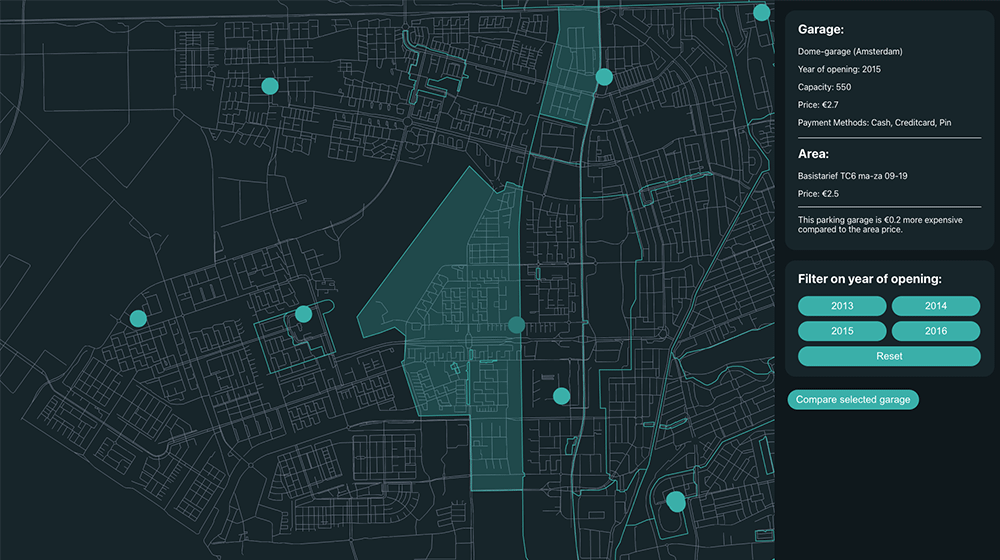 Garage:
Dome-garage (Amsterdam)
Year of opening: 2015
Capacity: 550
Price: €2.7
Payment Methods: Cash, Creditcard, Pin
Area:
Basistarief TC6 ma-za 09-19
Price: €2.5
This parking garage is €0.2 more expensive
compared to the area price.
Filter on year of opening:
2013 2014
2015 2016
Reset
Compare selected garage